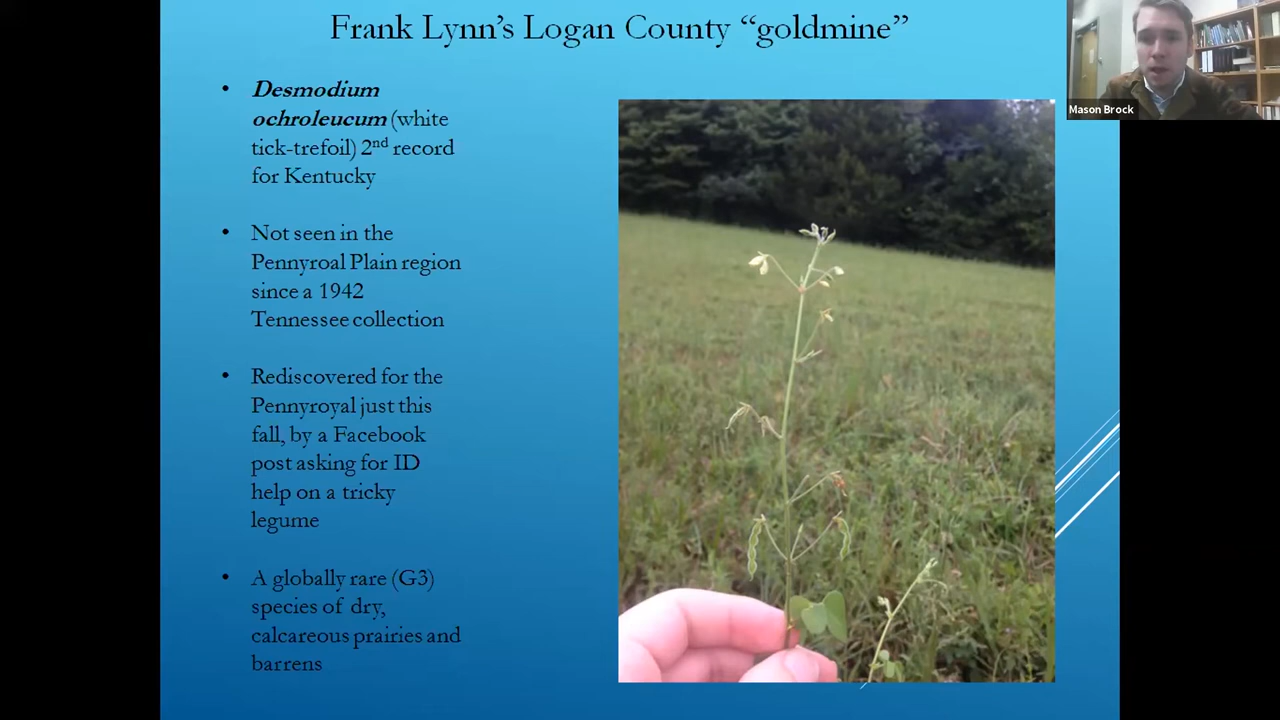 Frank Lynn's Logan County “goldmine”
Mason Brock
• Desmodium
ochroleucum (white
tick-trefoil) 2nd record
for Kentucky
• Not seen in the
Pennyroal Plain region
since a 1942
Tennessee collection
• Rediscovered for the
Pennyroyal just this
fall, by a Facebook
post asking for ID
help on a tricky
legume
• A globally rare (G3)
species of dry,
calcareous prairies and
barrens